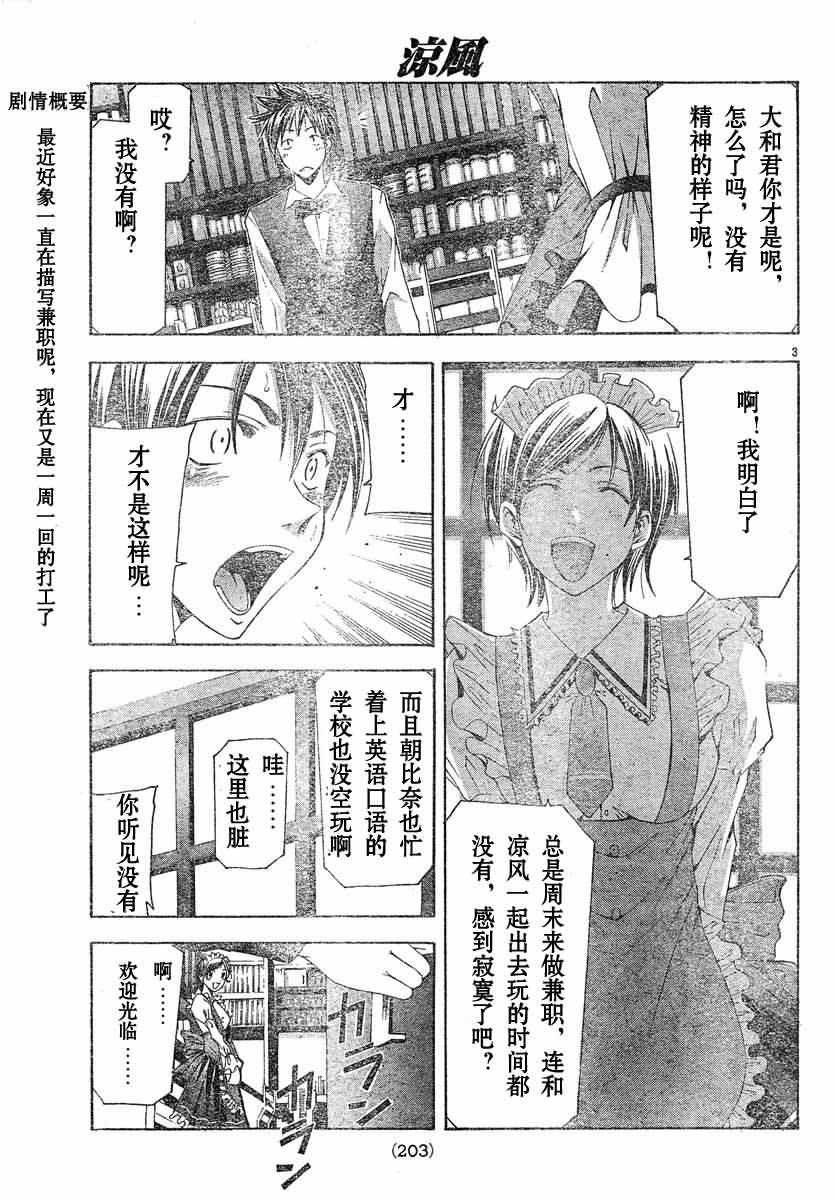 涼風
剧情概要
最近好象一直在描写兼职呢，现在又是一周一回的打工了
大和君你才是呢，
怎么了吗，没有
精神的样子呢！
哎？
我没有啊？
3
啊！我明白
了
总是周末来做兼职，连和
凉风一起出去玩的时间都
没有，感到寂寞了吧？
才……
才不是这样呢…
而且朝比奈也忙
着上英语口语的
学校也没空玩啊
哇……
这里也脏
你听见没有
カラン
カラン
啊……
欢迎光临……
(203)